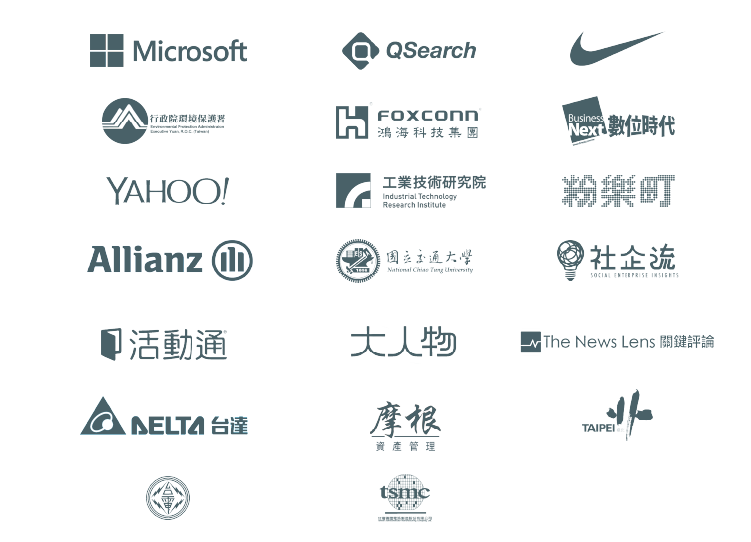 Microsoft
QSearch
行政院環境保護署
Environmental Protection Administration
Executive Yuan, R.O.C. (Taiwan)
FOXCONN
鴻海科技集團
Business
Next 數位時代
YAHOO!
工業技術研究院
Industrial Technology
Research Institute
粉樂町
Allianz
國立交通大學
National Chiao Tung University
社企流
SOCIAL ENTERPRISE INSIGHTS
活動通
大人物
The News Lens 關鍵評論
DELTA 台達
摩根
資產管理
TAIPEI
tsmc